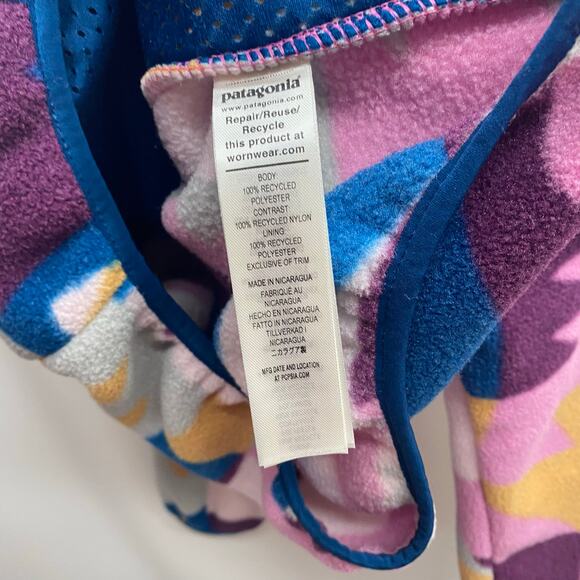 patagonia
www.patagonia.com
Repair/Reuse/
Recycle
this product at
wornwear.com
BODY:
100% RECYCLED
POLYESTER
CONTRAST:
100% RECYCLED NYLON
LINING:
100% RECYCLED
POLYESTER
EXCLUSIVE OF TRIM
MADE IN NICARAGUA
FABRIQUÉ AU
NICARAGUA
HECHO EN NICARAGUA
FATTO IN NICARAGUA
TILLVERKAD I
NICARAGUA
ニカラグア製
MFG DATE AND LOCATION
AT PCPSIA.COM